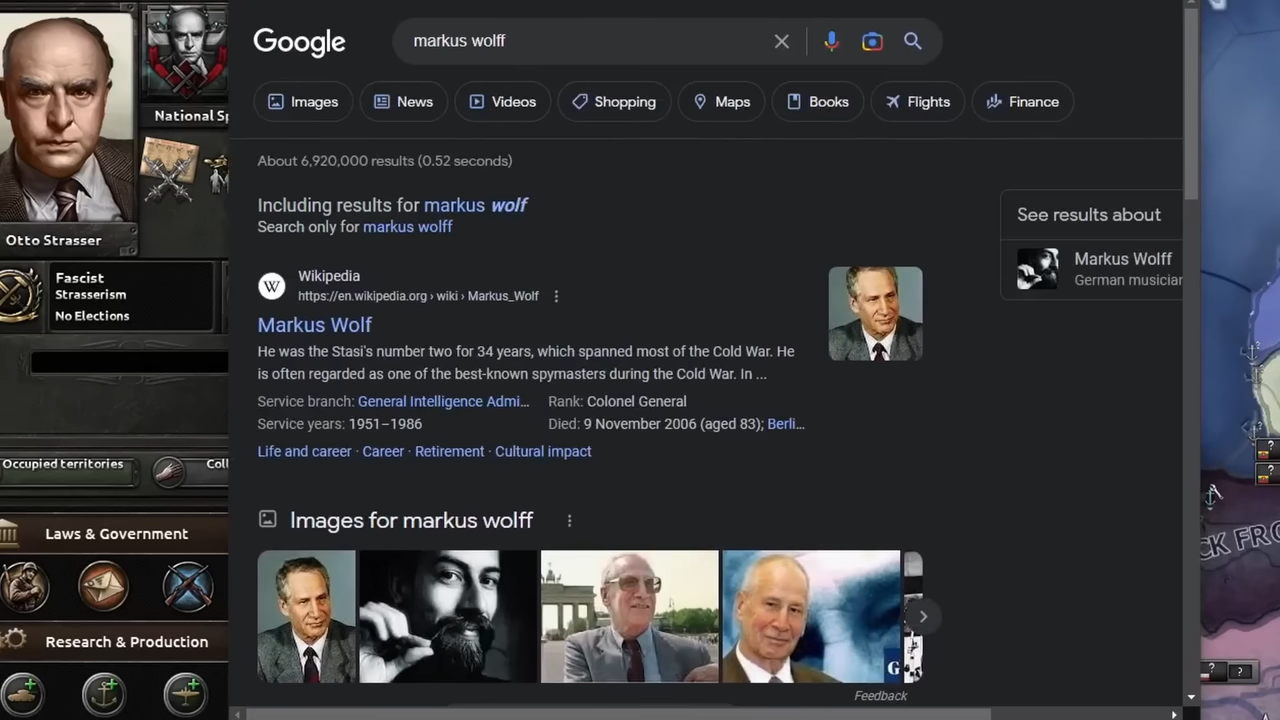 National Sp
Otto Strasser
Fascist
Strasserism
No Elections
Occupied territories
Coll
Laws & Government
Research & Production
Google
markus wolff
Images
News
Videos
Shopping
Maps
Books
Flights
Finance
About 6,920,000 results (0.52 seconds)
Including results for markus wolf
Search only for markus wolff
W
Wikipedia
https://en.wikipedia.org › wiki › Markus_Wolf
Markus Wolf
He was the Stasi's number two for 34 years, which spanned most of the Cold War. He
is often regarded as one of the best-known spymasters during the Cold War. In ...
Service branch: General Intelligence Admi... Rank: Colonel General
Service years: 1951–1986 Died: 9 November 2006 (aged 83); Berli...
Life and career · Career · Retirement · Cultural impact
Images for markus wolff
G
Feedback
See results about
Markus Wolff
German musician
?
?
CK FRO
?
?